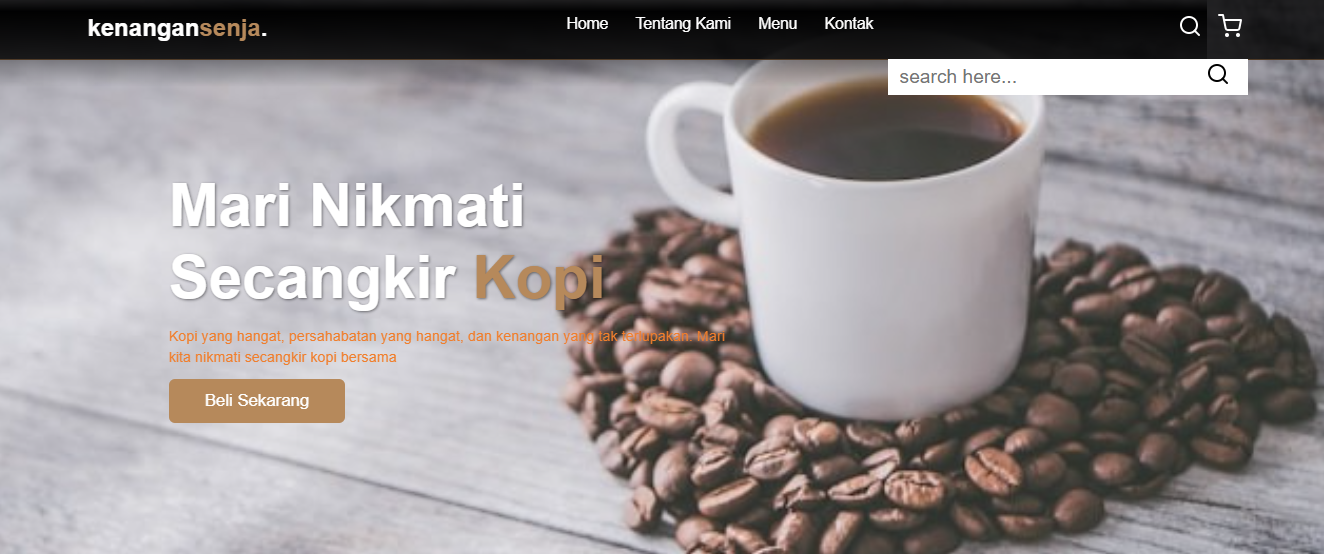 kenangansenja.
Home Tentang Kami Menu Kontak
search here...
Mari Nikmati
Secangkir Kopi
Kopi yang hangat, persahabatan yang hangat, dan kenangan yang tak terlupakan. Mari
kita nikmati secangkir kopi bersama
Beli Sekarang